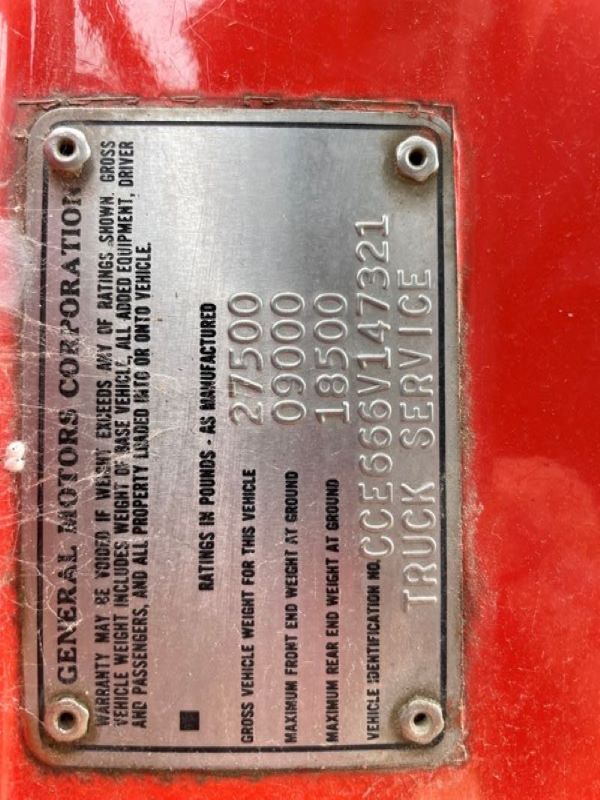 GENERAL MOTORS CORPORATION
WARRANTY MAY BE VOIDED IF WEIGHT EXCEEDS ANY OF RATINGS SHOWN. GROSS
VEHICLE WEIGHT INCLUDES WEIGHT OF BASE VEHICLE, ALL ADDED EQUIPMENT, DRIVER
AND PASSENGERS, AND ALL PROPERTY LOADED INTO OR ONTO VEHICLE.
RATINGS IN POUNDS - AS MANUFACTURED
GROSS VEHICLE WEIGHT FOR THIS VEHICLE 27500
MAXIMUM FRONT END WEIGHT AT GROUND 09000
MAXIMUM REAR END WEIGHT AT GROUND 18500
VEHICLE IDENTIFICATION NO. CCE666V147321
TRUCK SERVICE